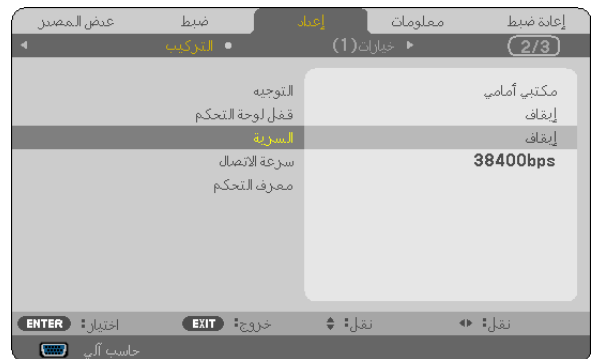 عرض المصدر ضبط إعداد معلومات إعادة ضبط
التركيب خيارات(1) 2/3
التوجيه مكتبي أمامي
قفل لوحة التحكم إيقاف
السرية إيقاف
سرعة الاتصال 38400bps
معرف التحكم
ENTER اختيار: EXIT خروج: نقل: نقل:
حاسب آلي